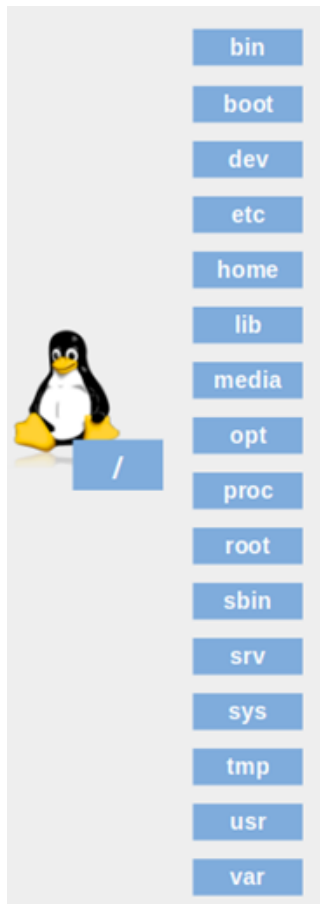 bin
boot
dev
etc
home
lib
media
/
opt
proc
root
sbin
srv
sys
tmp
usr
var